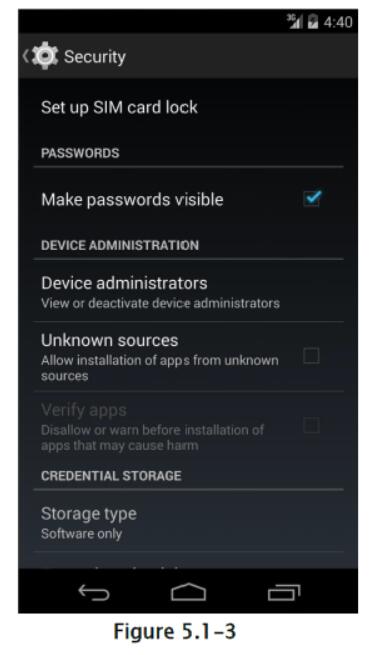 3G 4:40
Security
Set up SIM card lock
PASSWORDS
Make passwords visible
DEVICE ADMINISTRATION
Device administrators
View or deactivate device administrators
Unknown sources
Allow installation of apps from unknown
sources
Verify apps
Disallow or warn before installation of
apps that may cause harm
CREDENTIAL STORAGE
Storage type
Software only
Figure 5.1-3